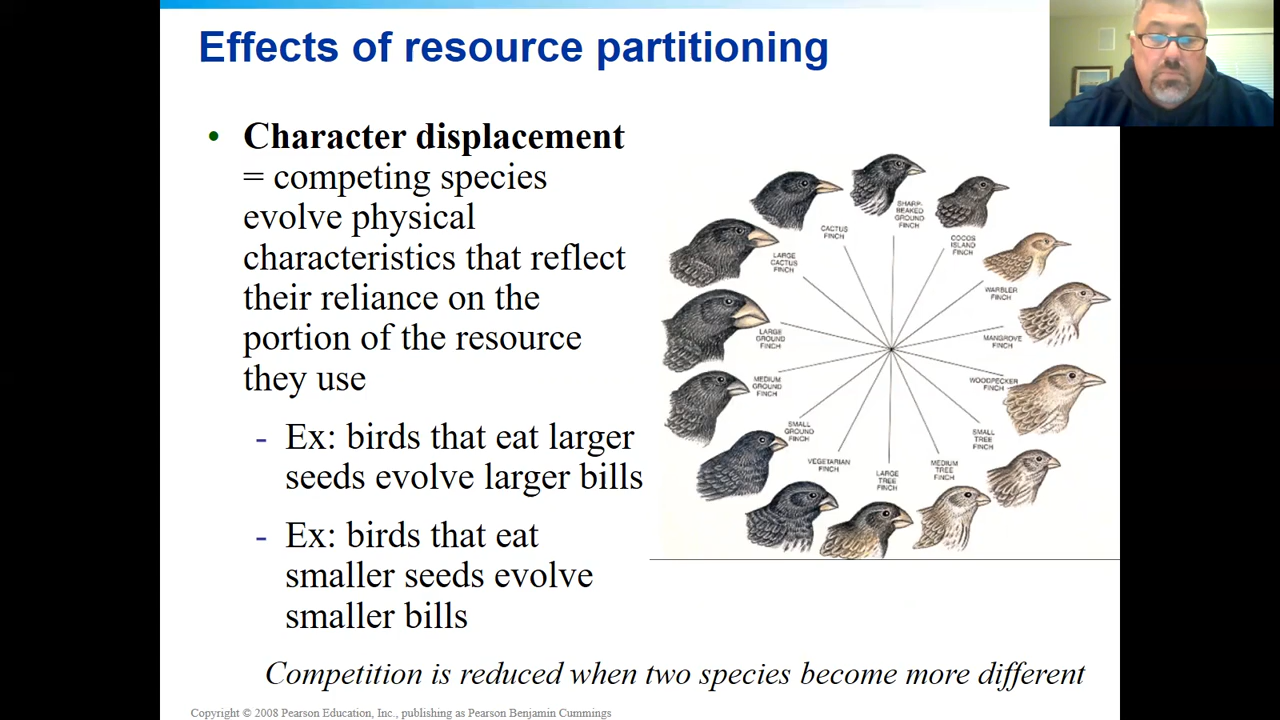 Effects of resource partitioning
• Character displacement
= competing species
evolve physical
characteristics that reflect
their reliance on the
portion of the resource
they use
- Ex: birds that eat larger
seeds evolve larger bills
- Ex: birds that eat
smaller seeds evolve
smaller bills
SHARP-
BEAKED
GROUND
FINCH
COCOS
ISLAND
FINCH
WARBLER
FINCH
MANGROVE
FINCH
WOODPECKER
FINCH
SMALL
TREE
FINCH
MEDIUM
TREE
FINCH
LARGE
TREE
FINCH
VEGETARIAN
FINCH
SMALL
GROUND
FINCH
MEDIUM
GROUND
FINCH
LARGE
GROUND
FINCH
LARGE
CACTUS
FINCH
CACTUS
FINCH
Competition is reduced when two species become more different
Copyright © 2008 Pearson Education, Inc., publishing as Pearson Benjamin Cummings